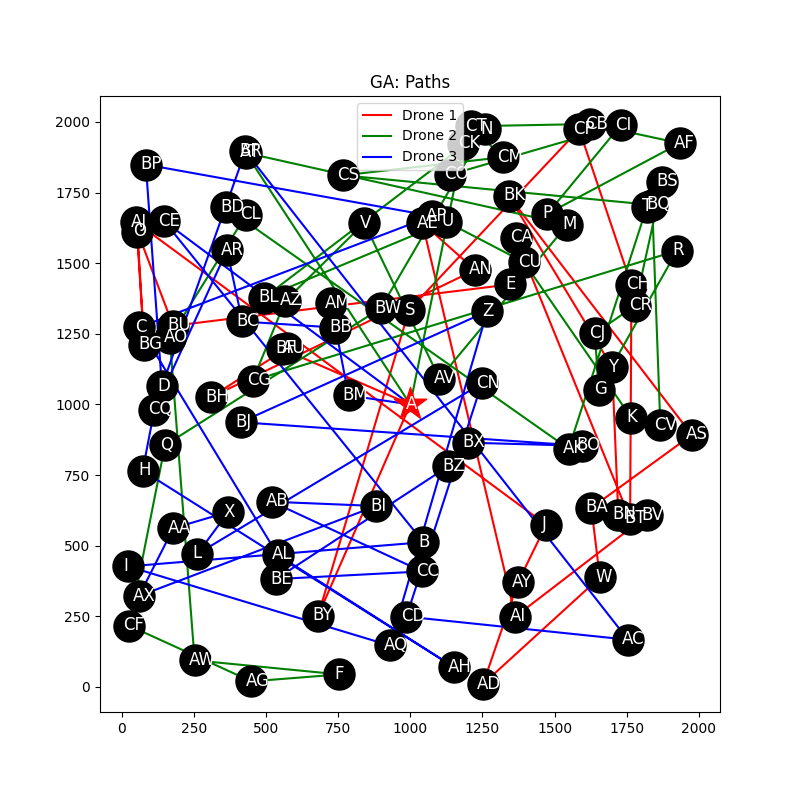 GA: Paths
Drone 1
Drone 2
Drone 3
2000
1750
1500
1250
1000
750
500
250
0
0
250
500
750
1000
1250
1500
1750
2000
CT
N
CK
CB
CI
AF
CM
CO
CS
BP
BS
BK
T
BQ
P
M
BD
CL
AJ
O
CE
V
AP
U
CA
R
AR
CU
AN
E
CH
CR
BL
AZ
AM
BW
S
Z
C
BU
AO
BG
BC
BB
CJ
Y
G
D
CG
BH
AV
CN
BM
A
CQ
BJ
K
CV
AS
Q
BX
AK
BO
H
BZ
AB
BI
BA
BN
BT
BV
X
AA
J
L
AL
B
I
BE
CC
AY
W
AX
CF
BY
CD
AI
AQ
AC
AW
AH
AG
F
AD